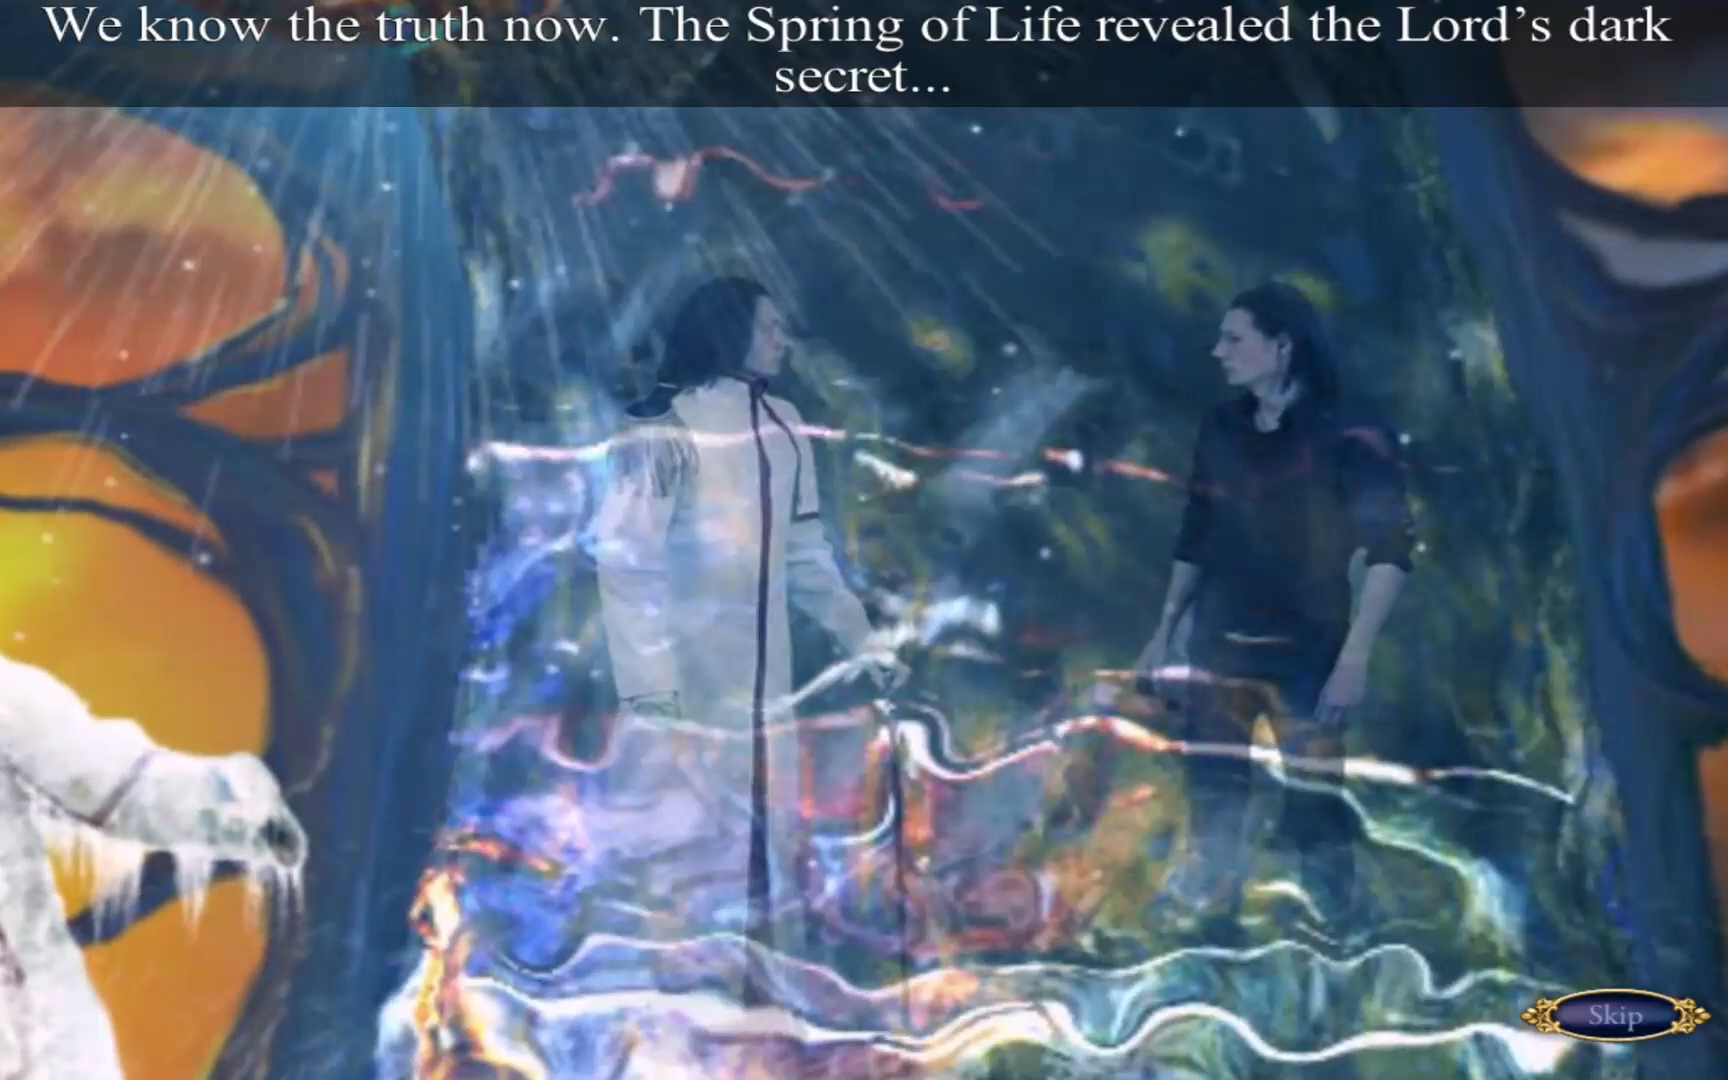 We know the truth now. The Spring of Life revealed the Lord’s dark
secret...
Skip